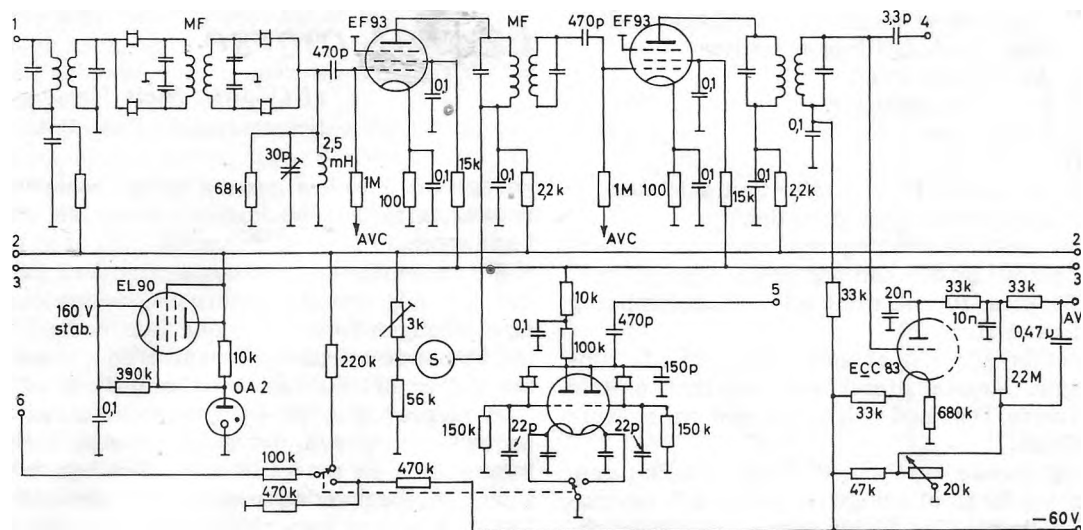 1
MF
EF93
MF
470p
EF93
3,3p
4
470p
0,1
0,1
0,1
30p
2,5
mH
68k
1M
100
0,1
15k
0,1
2,2k
1M
100
0,1
15k
0,1
2,2k
AVC
AVC
2
2
3
3
EL90
160 V
stab.
10k
390k
OA2
0,1
6
220k
3k
S
56k
10k
0,1
100k
470p
5
150p
150k
22p
22p
150k
33k
20n
33k
10n
33k
AV
0,47µ
ECC 83
2,2M
33k
680k
100k
470k
470k
47k
20k
−60V